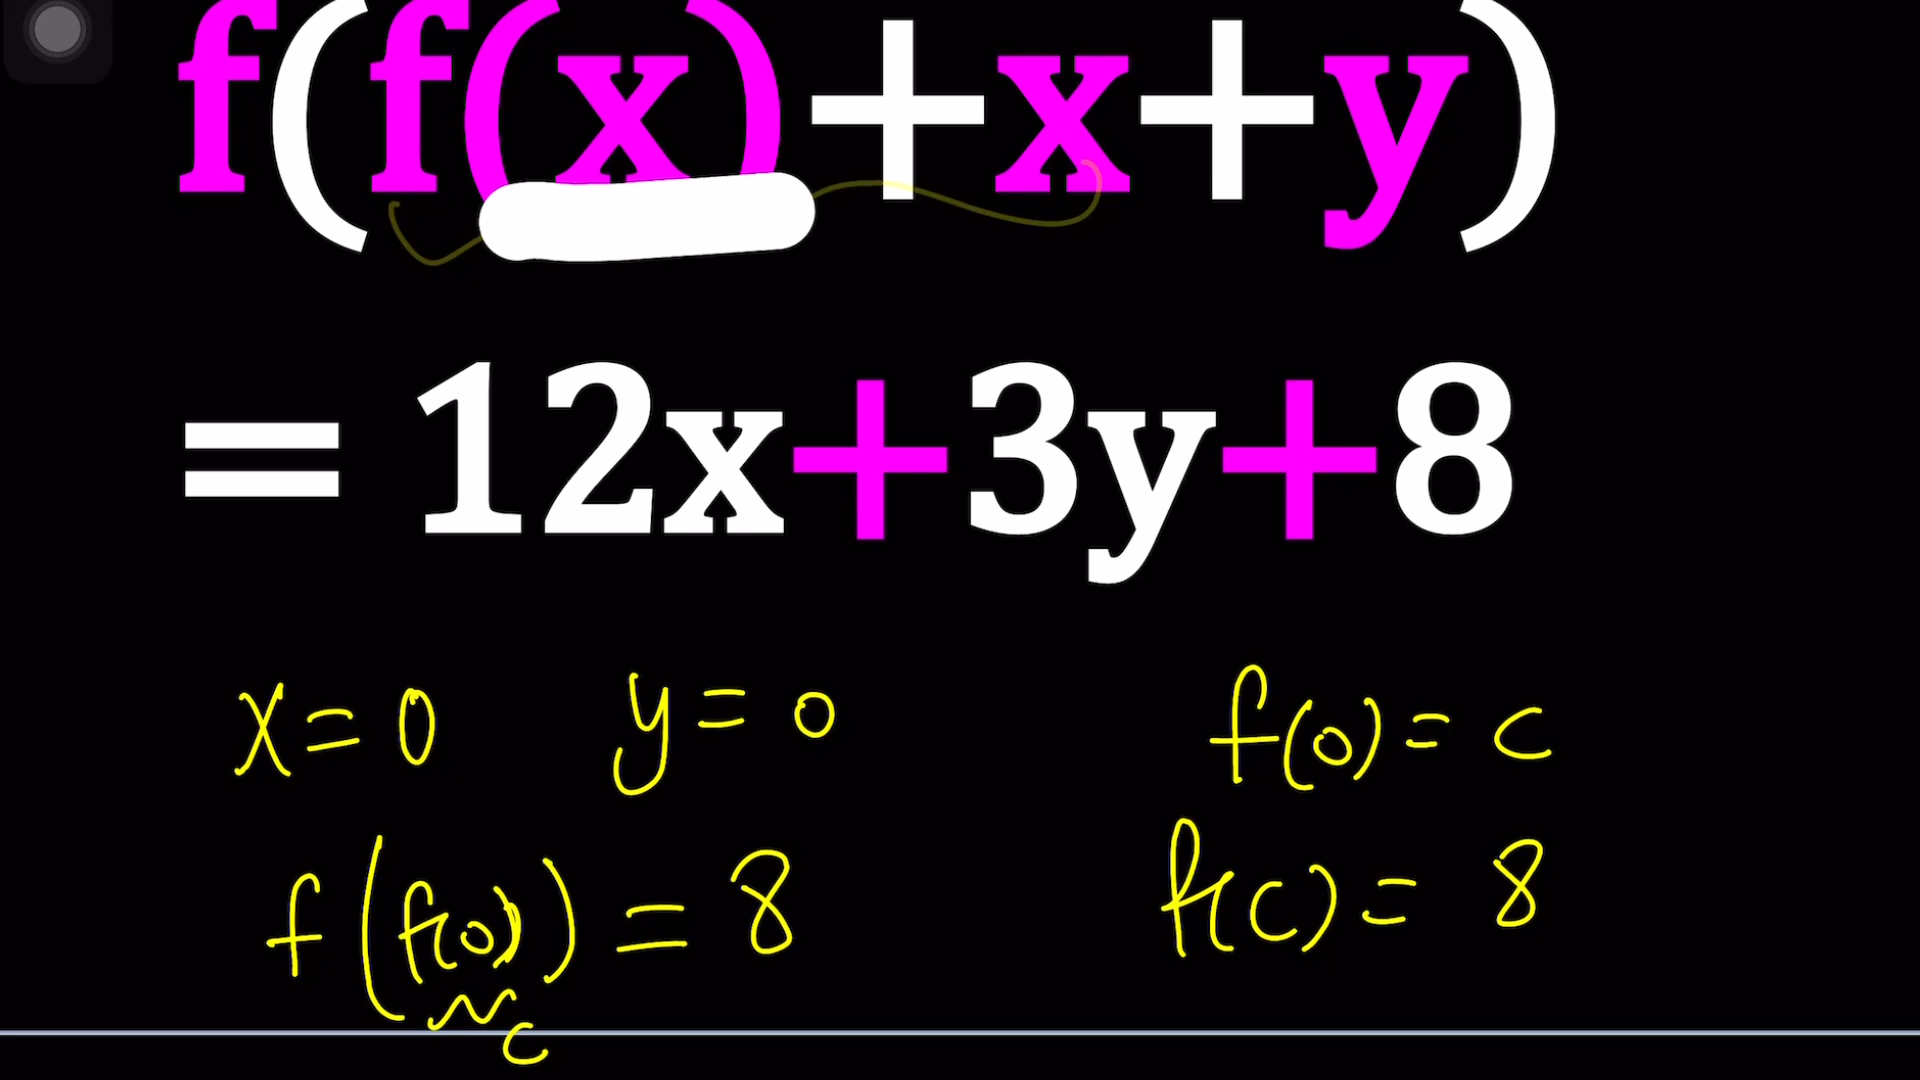 f(f(x)+x+y)
= 12x+3y+8
x = 0 y = 0 f(0) = c
f(f(0)) = 8 f(c) = 8
c